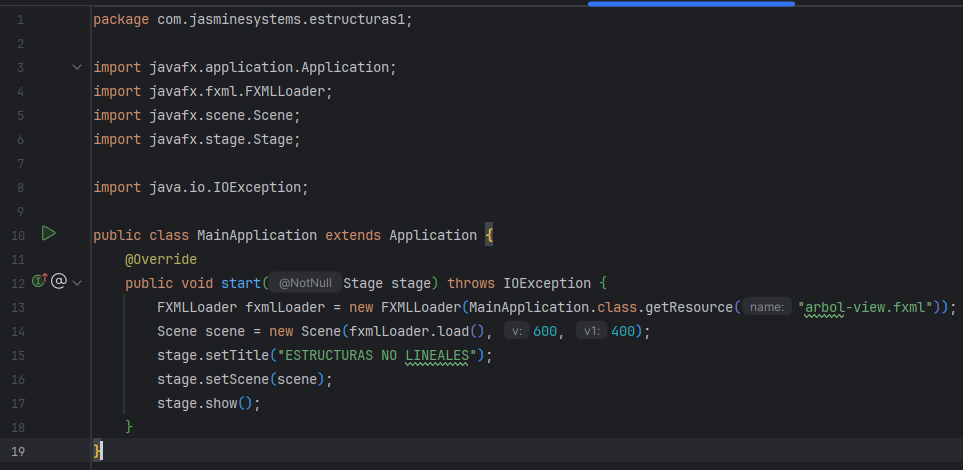 1 package com.jasminesystems.estructuras1;
2
3 import javafx.application.Application;
4 import javafx.fxml.FXMLLoader;
5 import javafx.scene.Scene;
6 import javafx.stage.Stage;
7
8 import java.io.IOException;
9
10 public class MainApplication extends Application {
11 @Override
12 public void start( @NotNull Stage stage) throws IOException {
13 FXMLLoader fxmlLoader = new FXMLLoader(MainApplication.class.getResource( name: "arbol-view.fxml"));
14 Scene scene = new Scene(fxmlLoader.load(), v: 600, v1: 400);
15 stage.setTitle("ESTRUCTURAS NO LINEALES");
16 stage.setScene(scene);
17 stage.show();
18 }
19 }